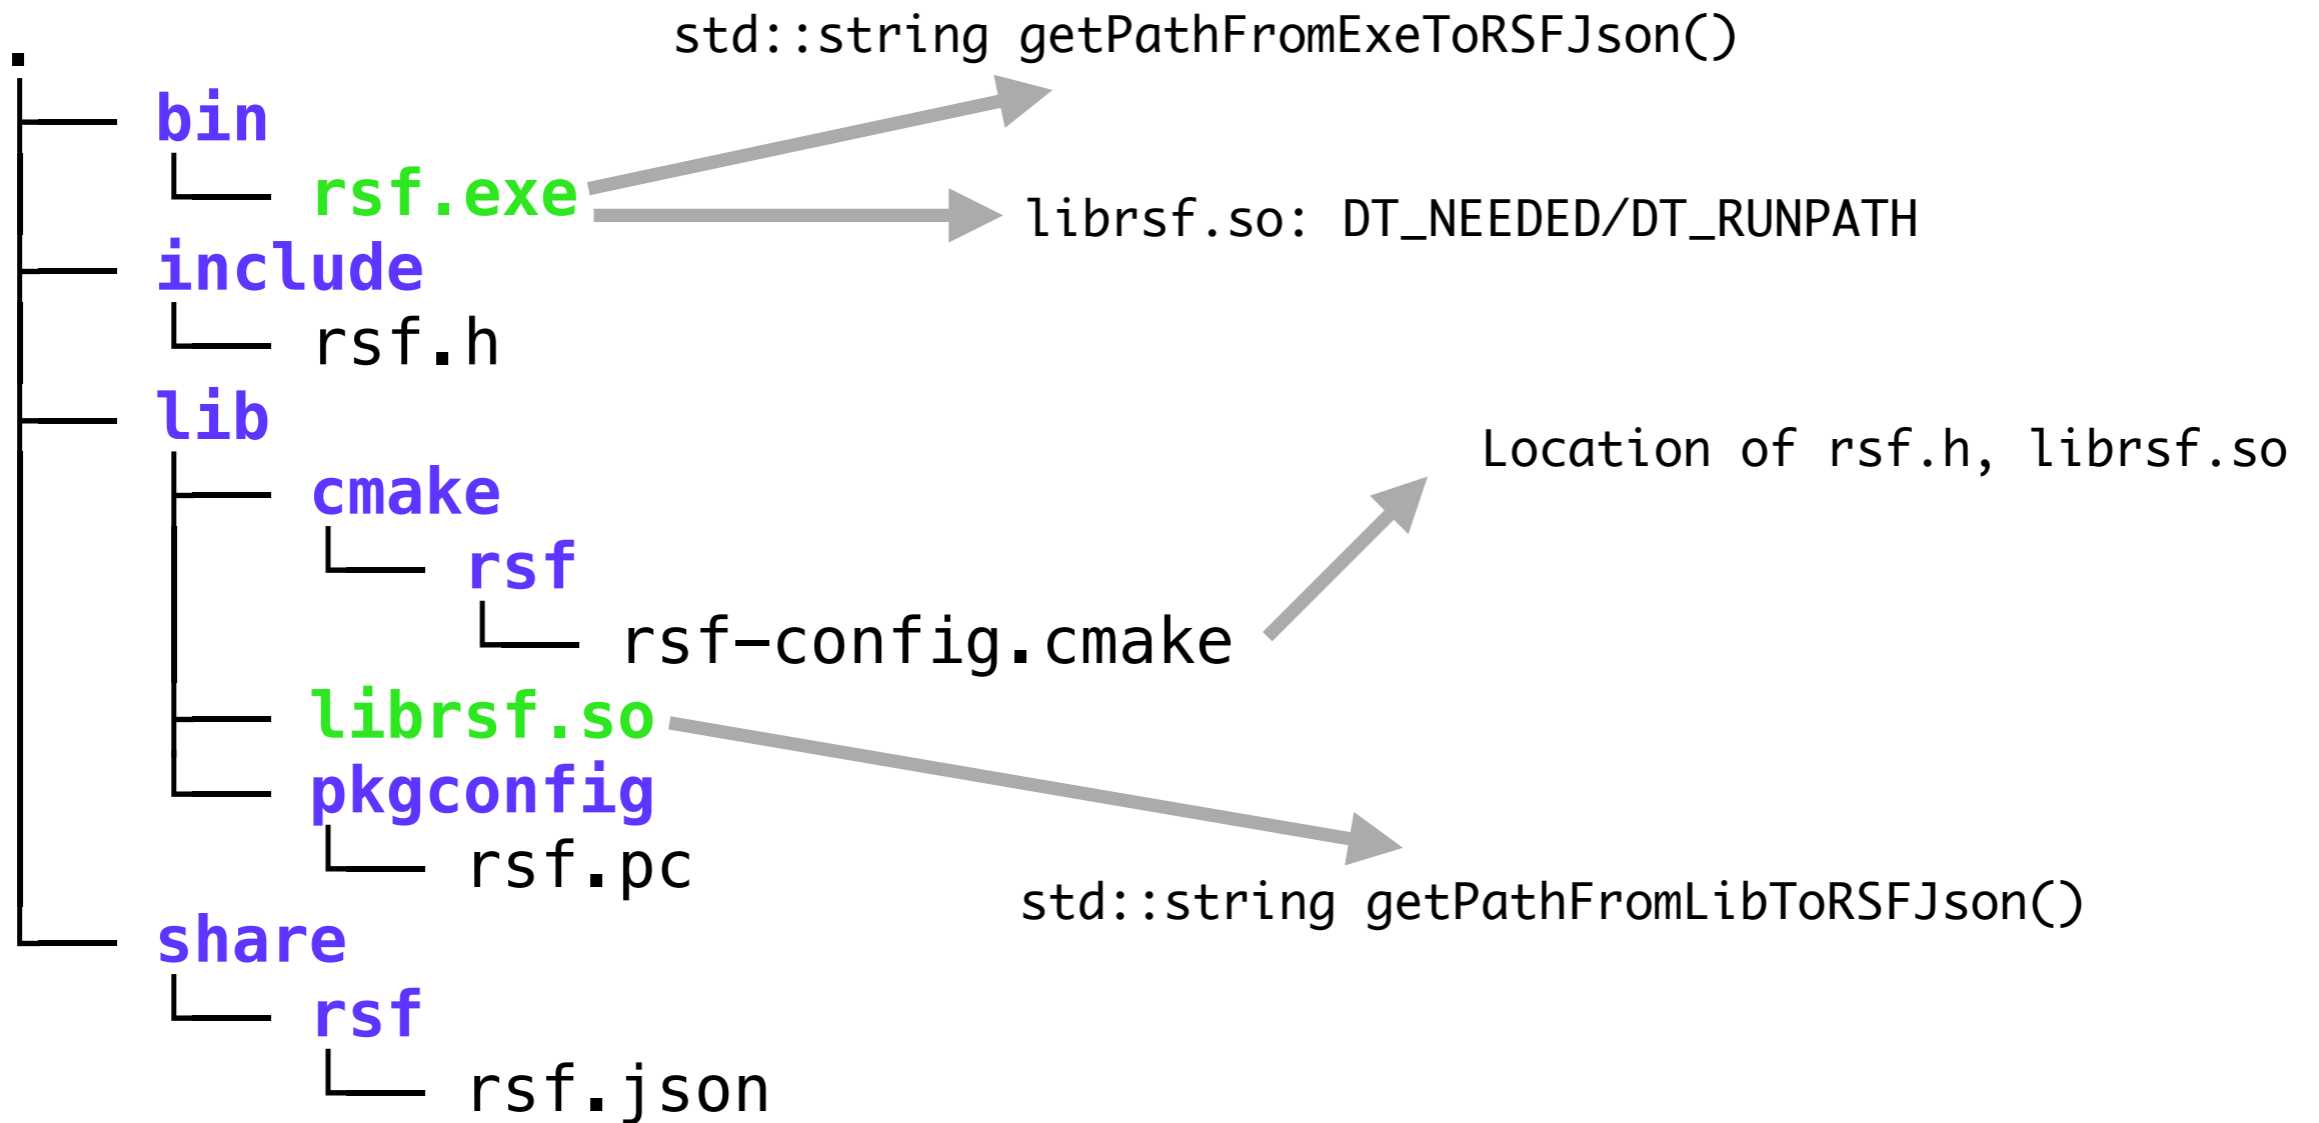 std::string getPathFromExeToRSFJson()
.
bin
rsf.exe
librsf.so: DT_NEEDED/DT_RUNPATH
include
rsf.h
lib
Location of rsf.h, librsf.so
cmake
rsf
rsf-config.cmake
librsf.so
pkgconfig
rsf.pc
std::string getPathFromLibToRSFJson()
share
rsf
rsf.json